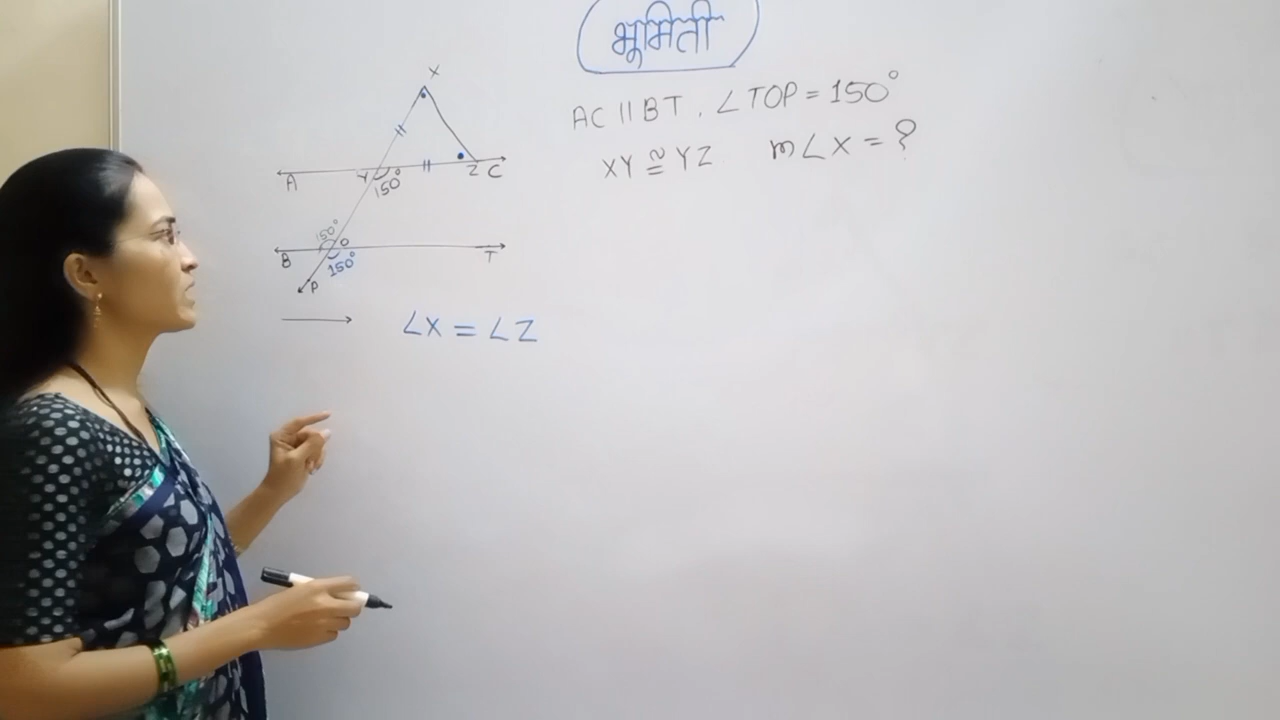 भूमिती
AC || BT, ∠TOP = 150°
XY ≅ YZ m∠X = ?
X
A Y 150° Z C
150°
B O T
150°
P
∠X = ∠Z